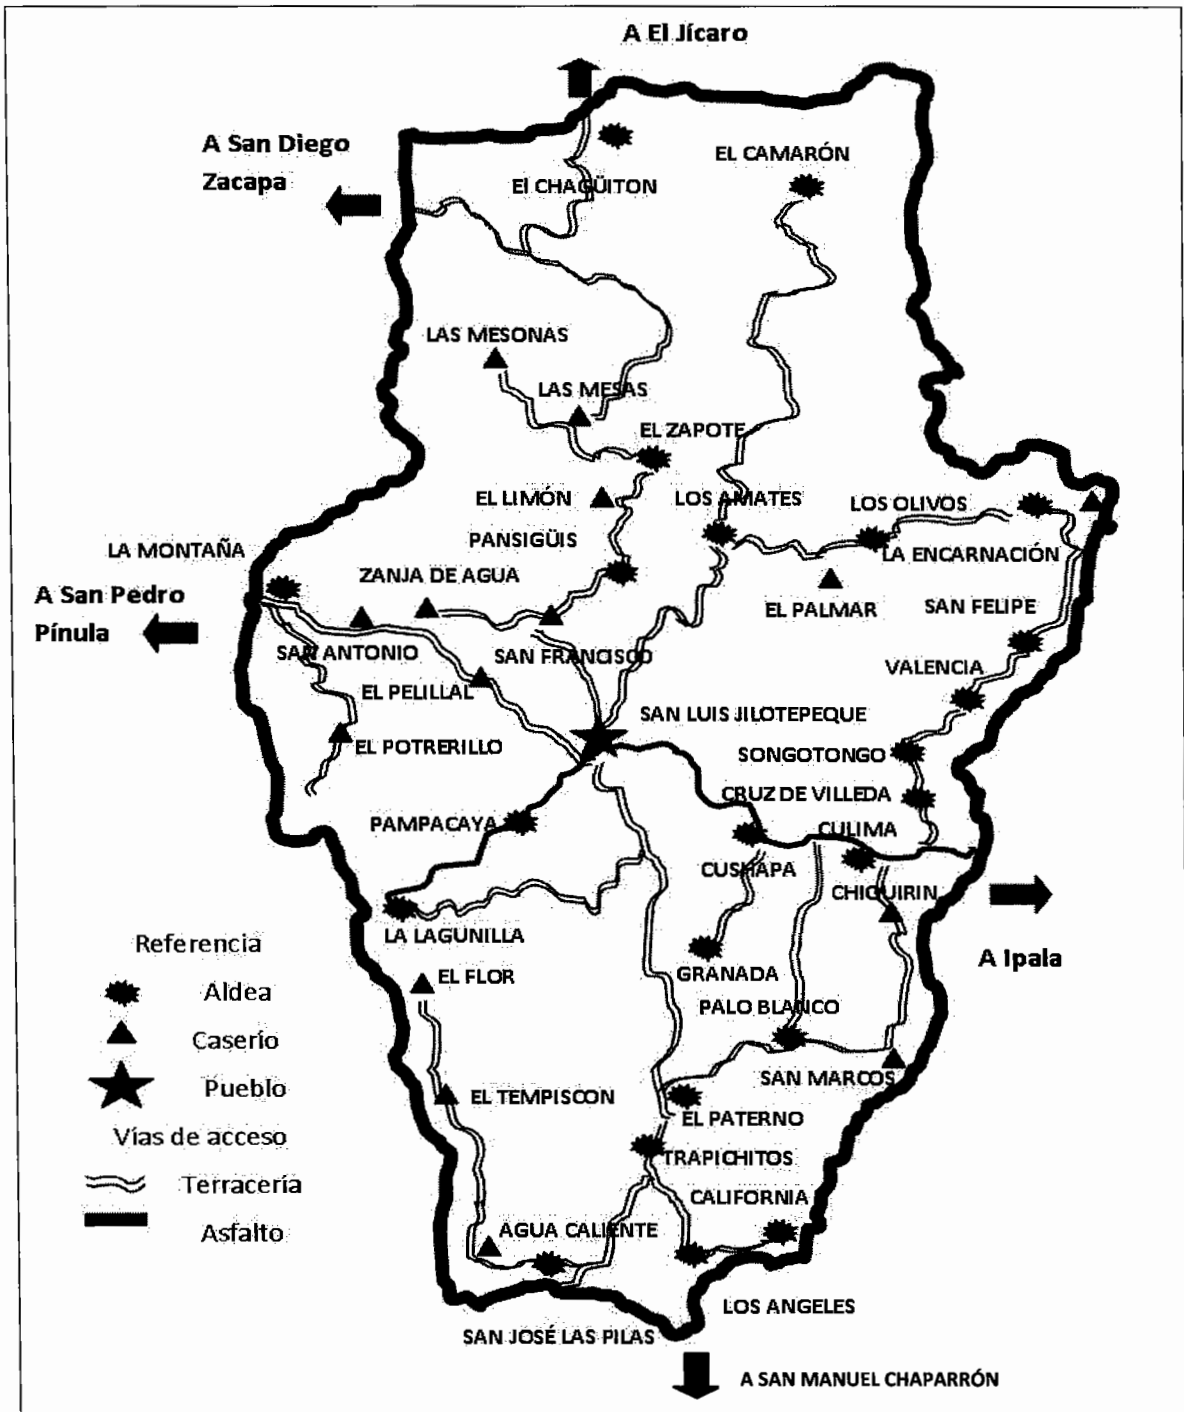 A El Jícaro
A San Diego
Zacapa
EL CAMARÓN
El CHAGÜITON
LAS MESONAS
LAS MESAS
EL ZAPOTE
EL LIMÓN
LOS AMATES
LOS OLIVOS
PANSIGÜIS
LA MONTAÑA
LA ENCARNACIÓN
ZANJA DE AGUA
A San Pedro
Pínula
EL PALMAR
SAN FELIPE
SAN ANTONIO
SAN FRANCISCO
VALENCIA
EL PELILLAL
SAN LUIS JILOTEPEQUE
EL POTRERILLO
SONGOTONGO
CRUZ DE VILLEDA
PAMPACAYA
CULIMA
CUSHAPA
CHIQUIRIN
LA LAGUNILLA
Referencia
A Ipala
EL FLOR
GRANADA
Aldea
PALO BLANCO
Caserío
SAN MARCOS
Pueblo
EL TEMPISCON
EL PATERNO
Vías de acceso
TRAPICHITOS
Terracería
CALIFORNIA
Asfalto
AGUA CALIENTE
LOS ANGELES
SAN JOSÉ LAS PILAS
A SAN MANUEL CHAPARRÓN